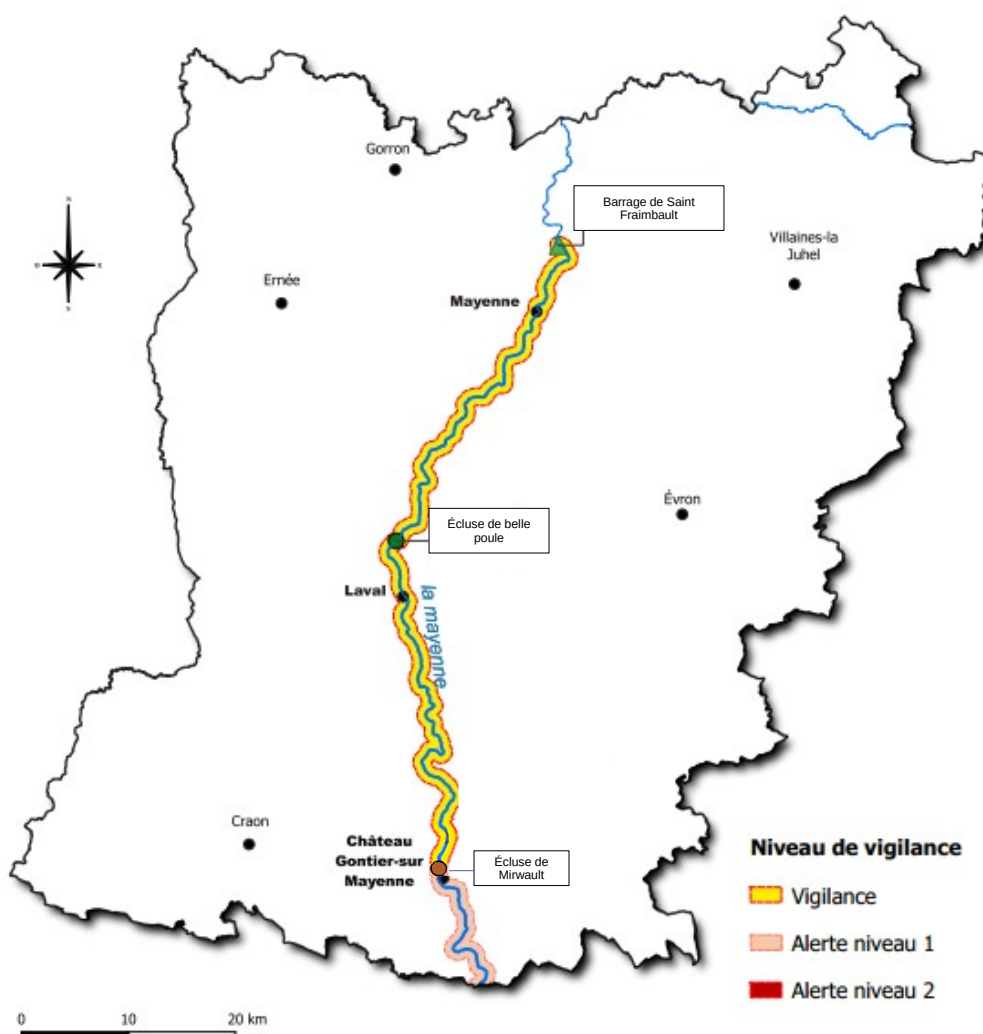 Gorron
Barrage de Saint
Fraimbault
Villaines-la
Juhel
Ernée
Mayenne
Évron
Écluse de belle
poule
Laval
la mayenne
Craon
Château
Gontier-sur
Mayenne
Écluse de
Mirwault
Niveau de vigilance
Vigilance
Alerte niveau 1
Alerte niveau 2
0 10 20 km